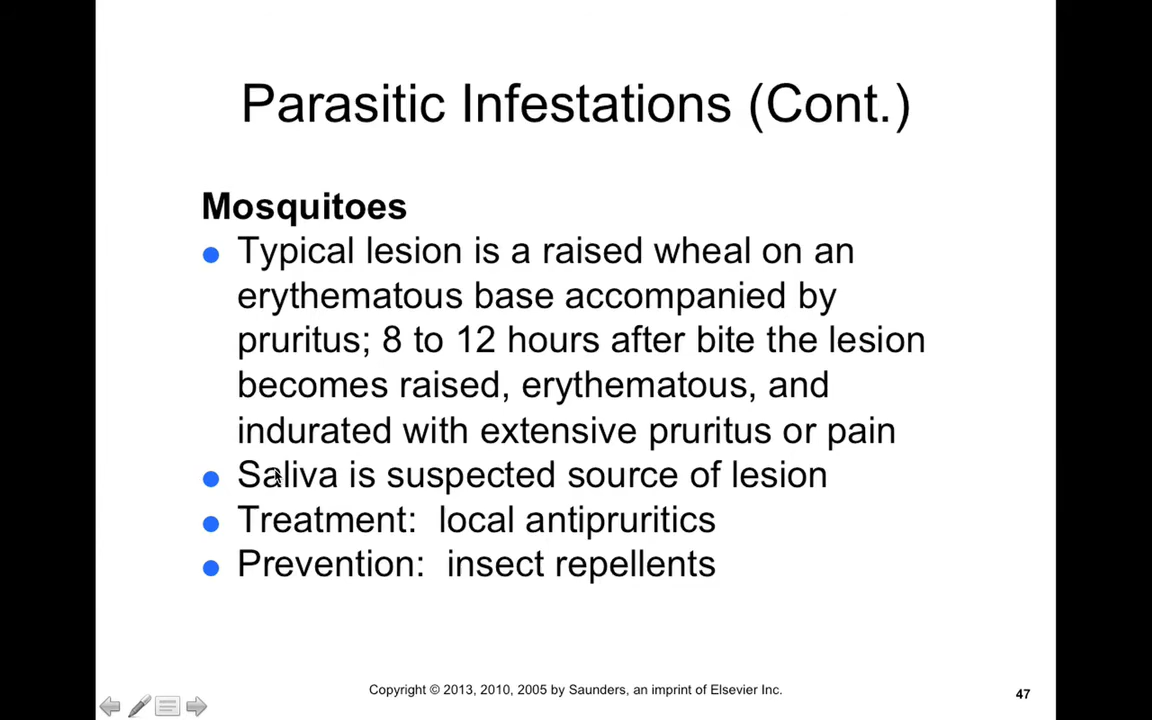 Parasitic Infestations (Cont.)
Mosquitoes
● Typical lesion is a raised wheal on an
erythematous base accompanied by
pruritus; 8 to 12 hours after bite the lesion
becomes raised, erythematous, and
indurated with extensive pruritus or pain
● Saliva is suspected source of lesion
● Treatment:  local antipruritics
● Prevention:  insect repellents
Copyright © 2013, 2010, 2005 by Saunders, an imprint of Elsevier Inc.
47